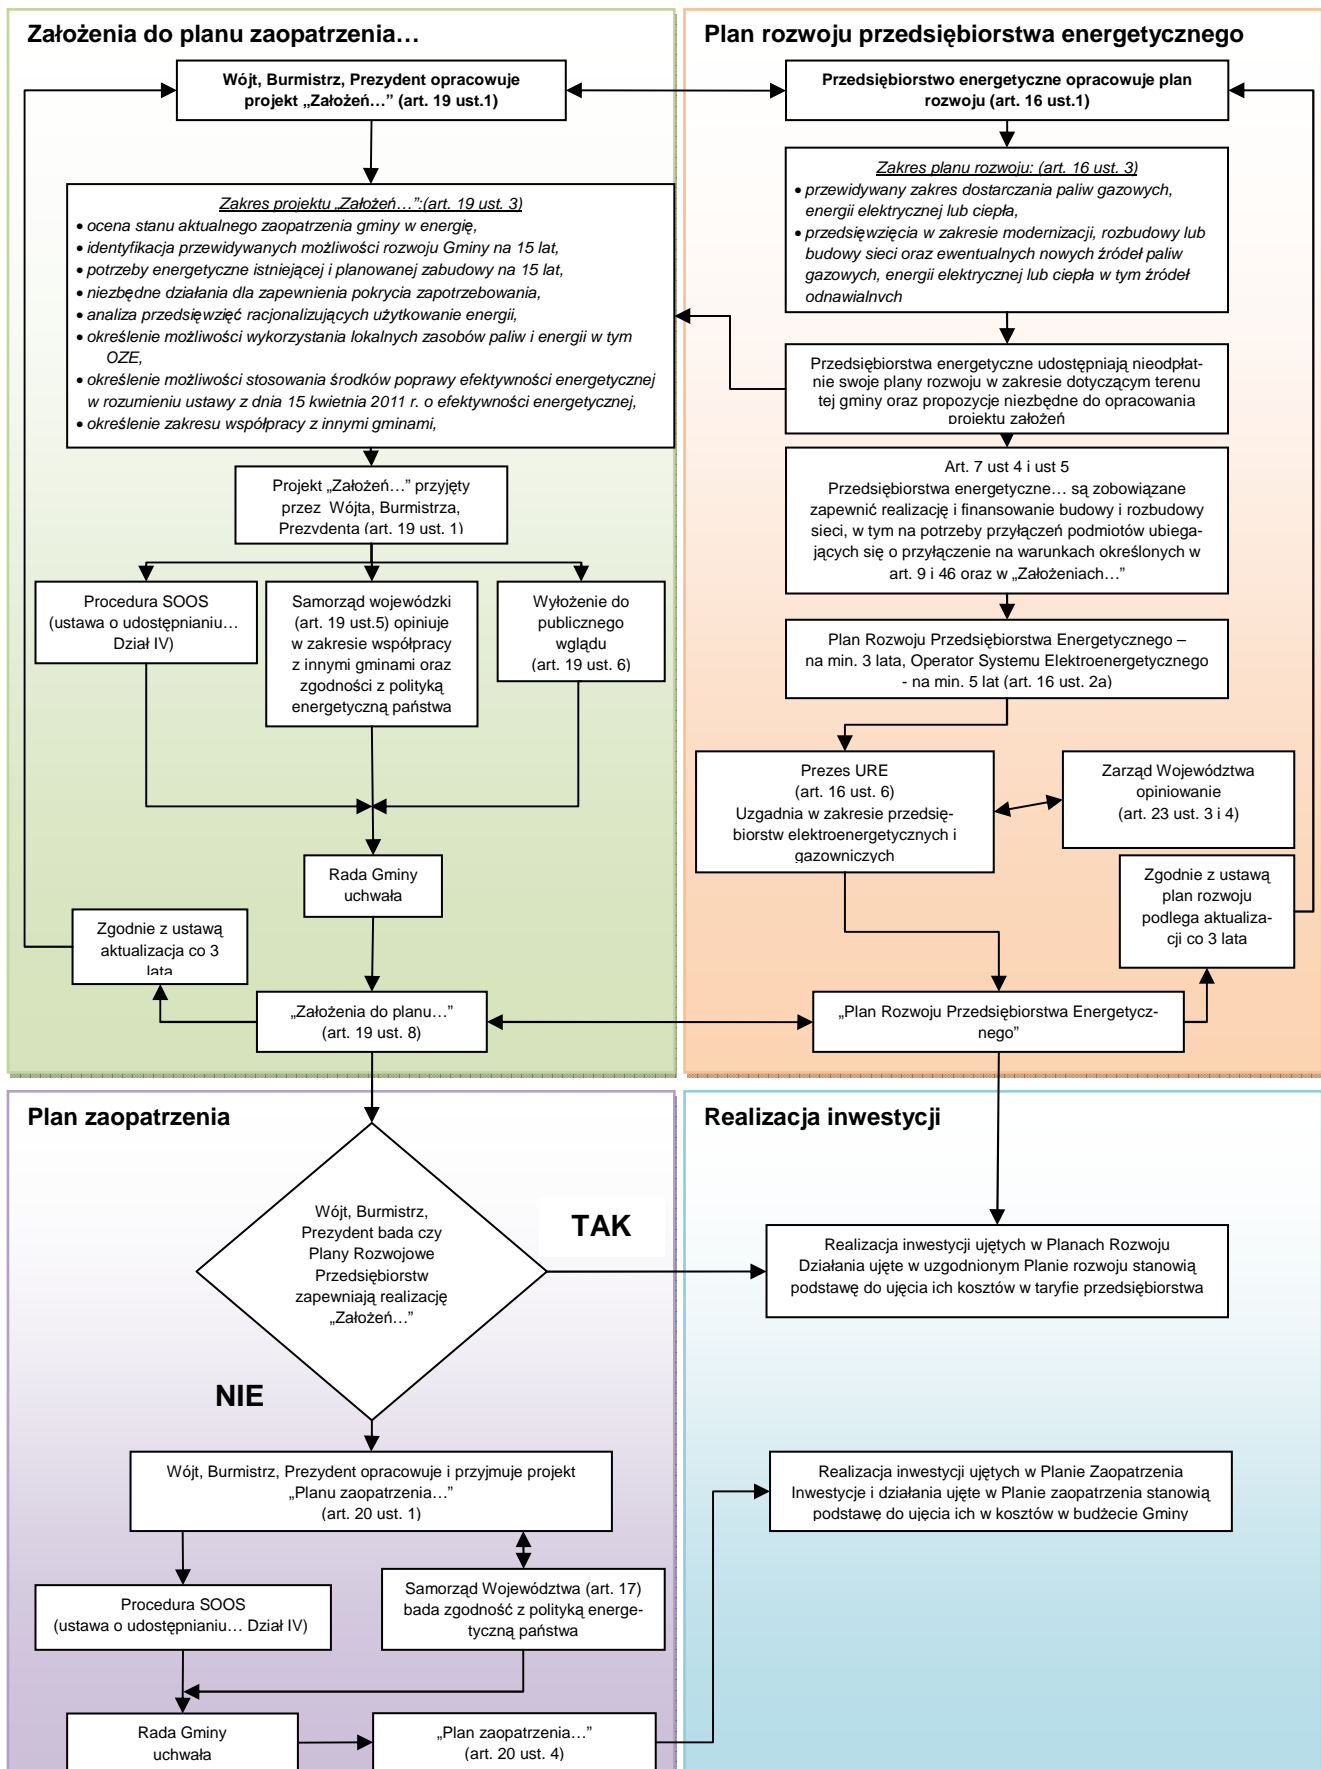 Założenia do planu zaopatrzenia…
Wójt, Burmistrz, Prezydent opracowuje
projekt „Założeń…” (art. 19 ust.1)
Zakres projektu „Założeń…”:(art. 19 ust. 3)
• ocena stanu aktualnego zaopatrzenia gminy w energię,
• identyfikacja przewidywanych możliwości rozwoju Gminy na 15 lat,
• potrzeby energetyczne istniejącej i planowanej zabudowy na 15 lat,
• niezbędne działania dla zapewnienia pokrycia zapotrzebowania,
• analiza przedsięwzięć racjonalizujących użytkowanie energii,
• określenie możliwości wykorzystania lokalnych zasobów paliw i energii w tym
OZE,
• określenie możliwości stosowania środków poprawy efektywności energetycznej
w rozumieniu ustawy z dnia 15 kwietnia 2011 r. o efektywności energetycznej,
• określenie zakresu współpracy z innymi gminami,
Projekt „Założeń…” przyjęty
przez Wójta, Burmistrza,
Prezydenta (art. 19 ust. 1)
Procedura SOOS
(ustawa o udostępnianiu…
Dział IV)
Samorząd wojewódzki
(art. 19 ust.5) opiniuje
w zakresie współpracy
z innymi gminami oraz
zgodności z polityką
energetyczną państwa
Wyłożenie do
publicznego
wglądu
(art. 19 ust. 6)
Rada Gminy
uchwała
Zgodnie z ustawą
aktualizacja co 3
lata
„Założenia do planu…”
(art. 19 ust. 8)
Plan rozwoju przedsiębiorstwa energetycznego
Przedsiębiorstwo energetyczne opracowuje plan
rozwoju (art. 16 ust.1)
Zakres planu rozwoju: (art. 16 ust. 3)
• przewidywany zakres dostarczania paliw gazowych,
energii elektrycznej lub ciepła,
• przedsięwzięcia w zakresie modernizacji, rozbudowy lub
budowy sieci oraz ewentualnych nowych źródeł paliw
gazowych, energii elektrycznej lub ciepła w tym źródeł
odnawialnych
Przedsiębiorstwa energetyczne udostępniają nieodpłat-
nie swoje plany rozwoju w zakresie dotyczącym terenu
tej gminy oraz propozycje niezbędne do opracowania
projektu założeń
Art. 7 ust 4 i ust 5
Przedsiębiorstwa energetyczne… są zobowiązane
zapewnić realizację i finansowanie budowy i rozbudowy
sieci, w tym na potrzeby przyłączeń podmiotów ubiega-
jących się o przyłączenie na warunkach określonych w
art. 9 i 46 oraz w „Założeniach…”
Plan Rozwoju Przedsiębiorstwa Energetycznego –
na min. 3 lata, Operator Systemu Elektroenergetycznego
- na min. 5 lat (art. 16 ust. 2a)
Prezes URE
(art. 16 ust. 6)
Uzgadnia w zakresie przedsię-
biorstw elektroenergetycznych i
gazowniczych
Zarząd Województwa
opiniowanie
(art. 23 ust. 3 i 4)
Zgodnie z ustawą
plan rozwoju
podlega aktualiza-
cji co 3 lata
„Plan Rozwoju Przedsiębiorstwa Energetycz-
nego”
Plan zaopatrzenia
Wójt, Burmistrz,
Prezydent bada czy
Plany Rozwojowe
Przedsiębiorstw
zapewniają realizację
„Założeń…”
TAK
NIE
Wójt, Burmistrz, Prezydent opracowuje i przyjmuje projekt
„Planu zaopatrzenia…”
(art. 20 ust. 1)
Procedura SOOS
(ustawa o udostępnianiu… Dział IV)
Samorząd Województwa (art. 17)
bada zgodność z polityką energe-
tyczną państwa
Rada Gminy
uchwała
„Plan zaopatrzenia…”
(art. 20 ust. 4)
Realizacja inwestycji
Realizacja inwestycji ujętych w Planach Rozwoju
Działania ujęte w uzgodnionym Planie rozwoju stanowią
podstawę do ujęcia ich kosztów w taryfie przedsiębiorstwa
Realizacja inwestycji ujętych w Planie Zaopatrzenia
Inwestycje i działania ujęte w Planie zaopatrzenia stanowią
podstawę do ujęcia ich w kosztów w budżecie Gminy